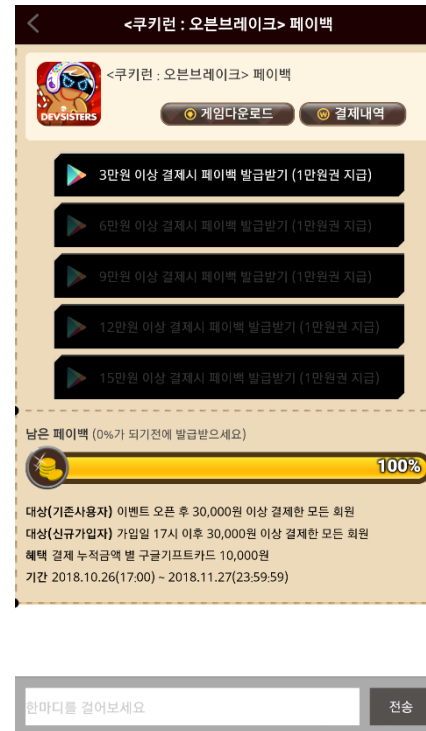 <쿠키런 : 오븐브레이크> 페이백
<쿠키런 : 오븐브레이크> 페이백
DEVSISTERS
게임다운로드
결제내역
3만원 이상 결제시 페이백 발급받기 (1만원권 지급)
6만원 이상 결제시 페이백 발급받기 (1만원권 지급)
9만원 이상 결제시 페이백 발급받기 (1만원권 지급)
12만원 이상 결제시 페이백 발급받기 (1만원권 지급)
15만원 이상 결제시 페이백 발급받기 (1만원권 지급)
남은 페이백 (0%가 되기전에 발급받으세요)
100%
대상(기존사용자) 이벤트 오픈 후 30,000원 이상 결제한 모든 회원
대상(신규가입자) 가입일 17시 이후 30,000원 이상 결제한 모든 회원
혜택 결제 누적금액 별 구글기프트카드 10,000원
기간 2018.10.26(17:00) ~ 2018.11.27(23:59:59)
한마디를 걸어보세요
전송